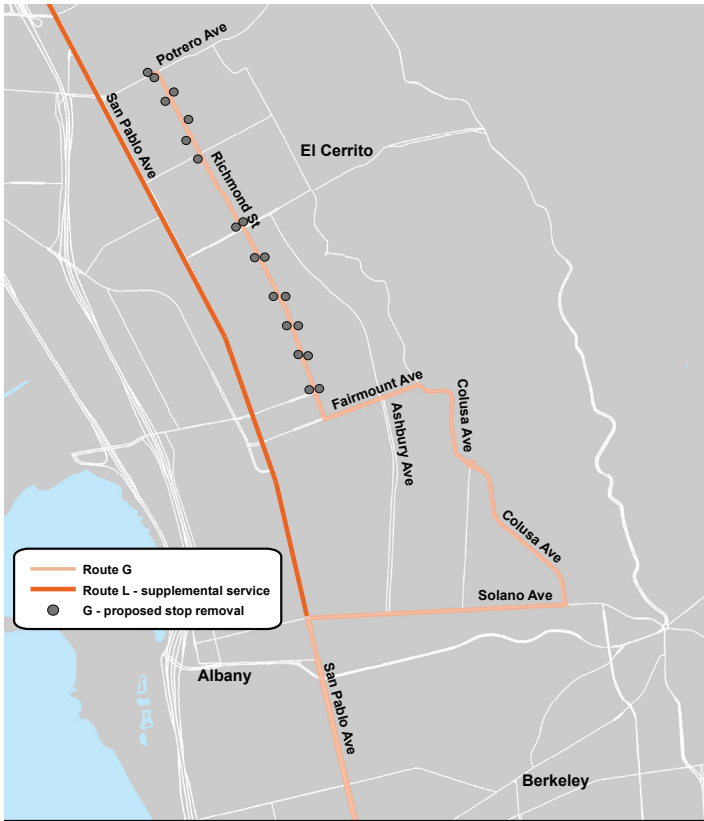 Potrero Ave
San Pablo Ave
El Cerrito
Richmond St
Fairmount Ave
Colusa Ave
Ashbury Ave
Colusa Ave
Route G
Route L - supplemental service
G - proposed stop removal
Solano Ave
Albany
San Pablo Ave
Berkeley